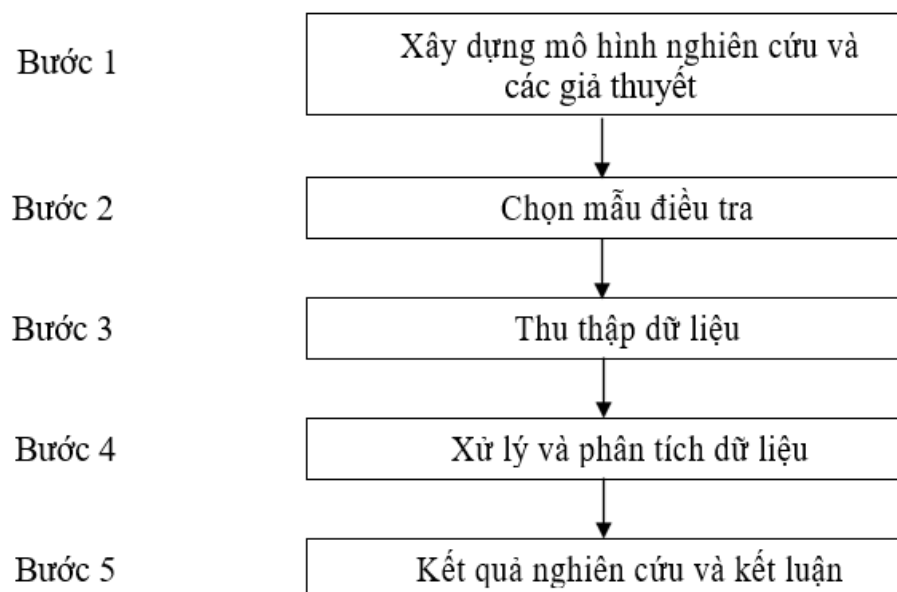 Bước 1
Xây dựng mô hình nghiên cứu và
các giả thuyết
Bước 2
Chọn mẫu điều tra
Bước 3
Thu thập dữ liệu
Bước 4
Xử lý và phân tích dữ liệu
Bước 5
Kết quả nghiên cứu và kết luận